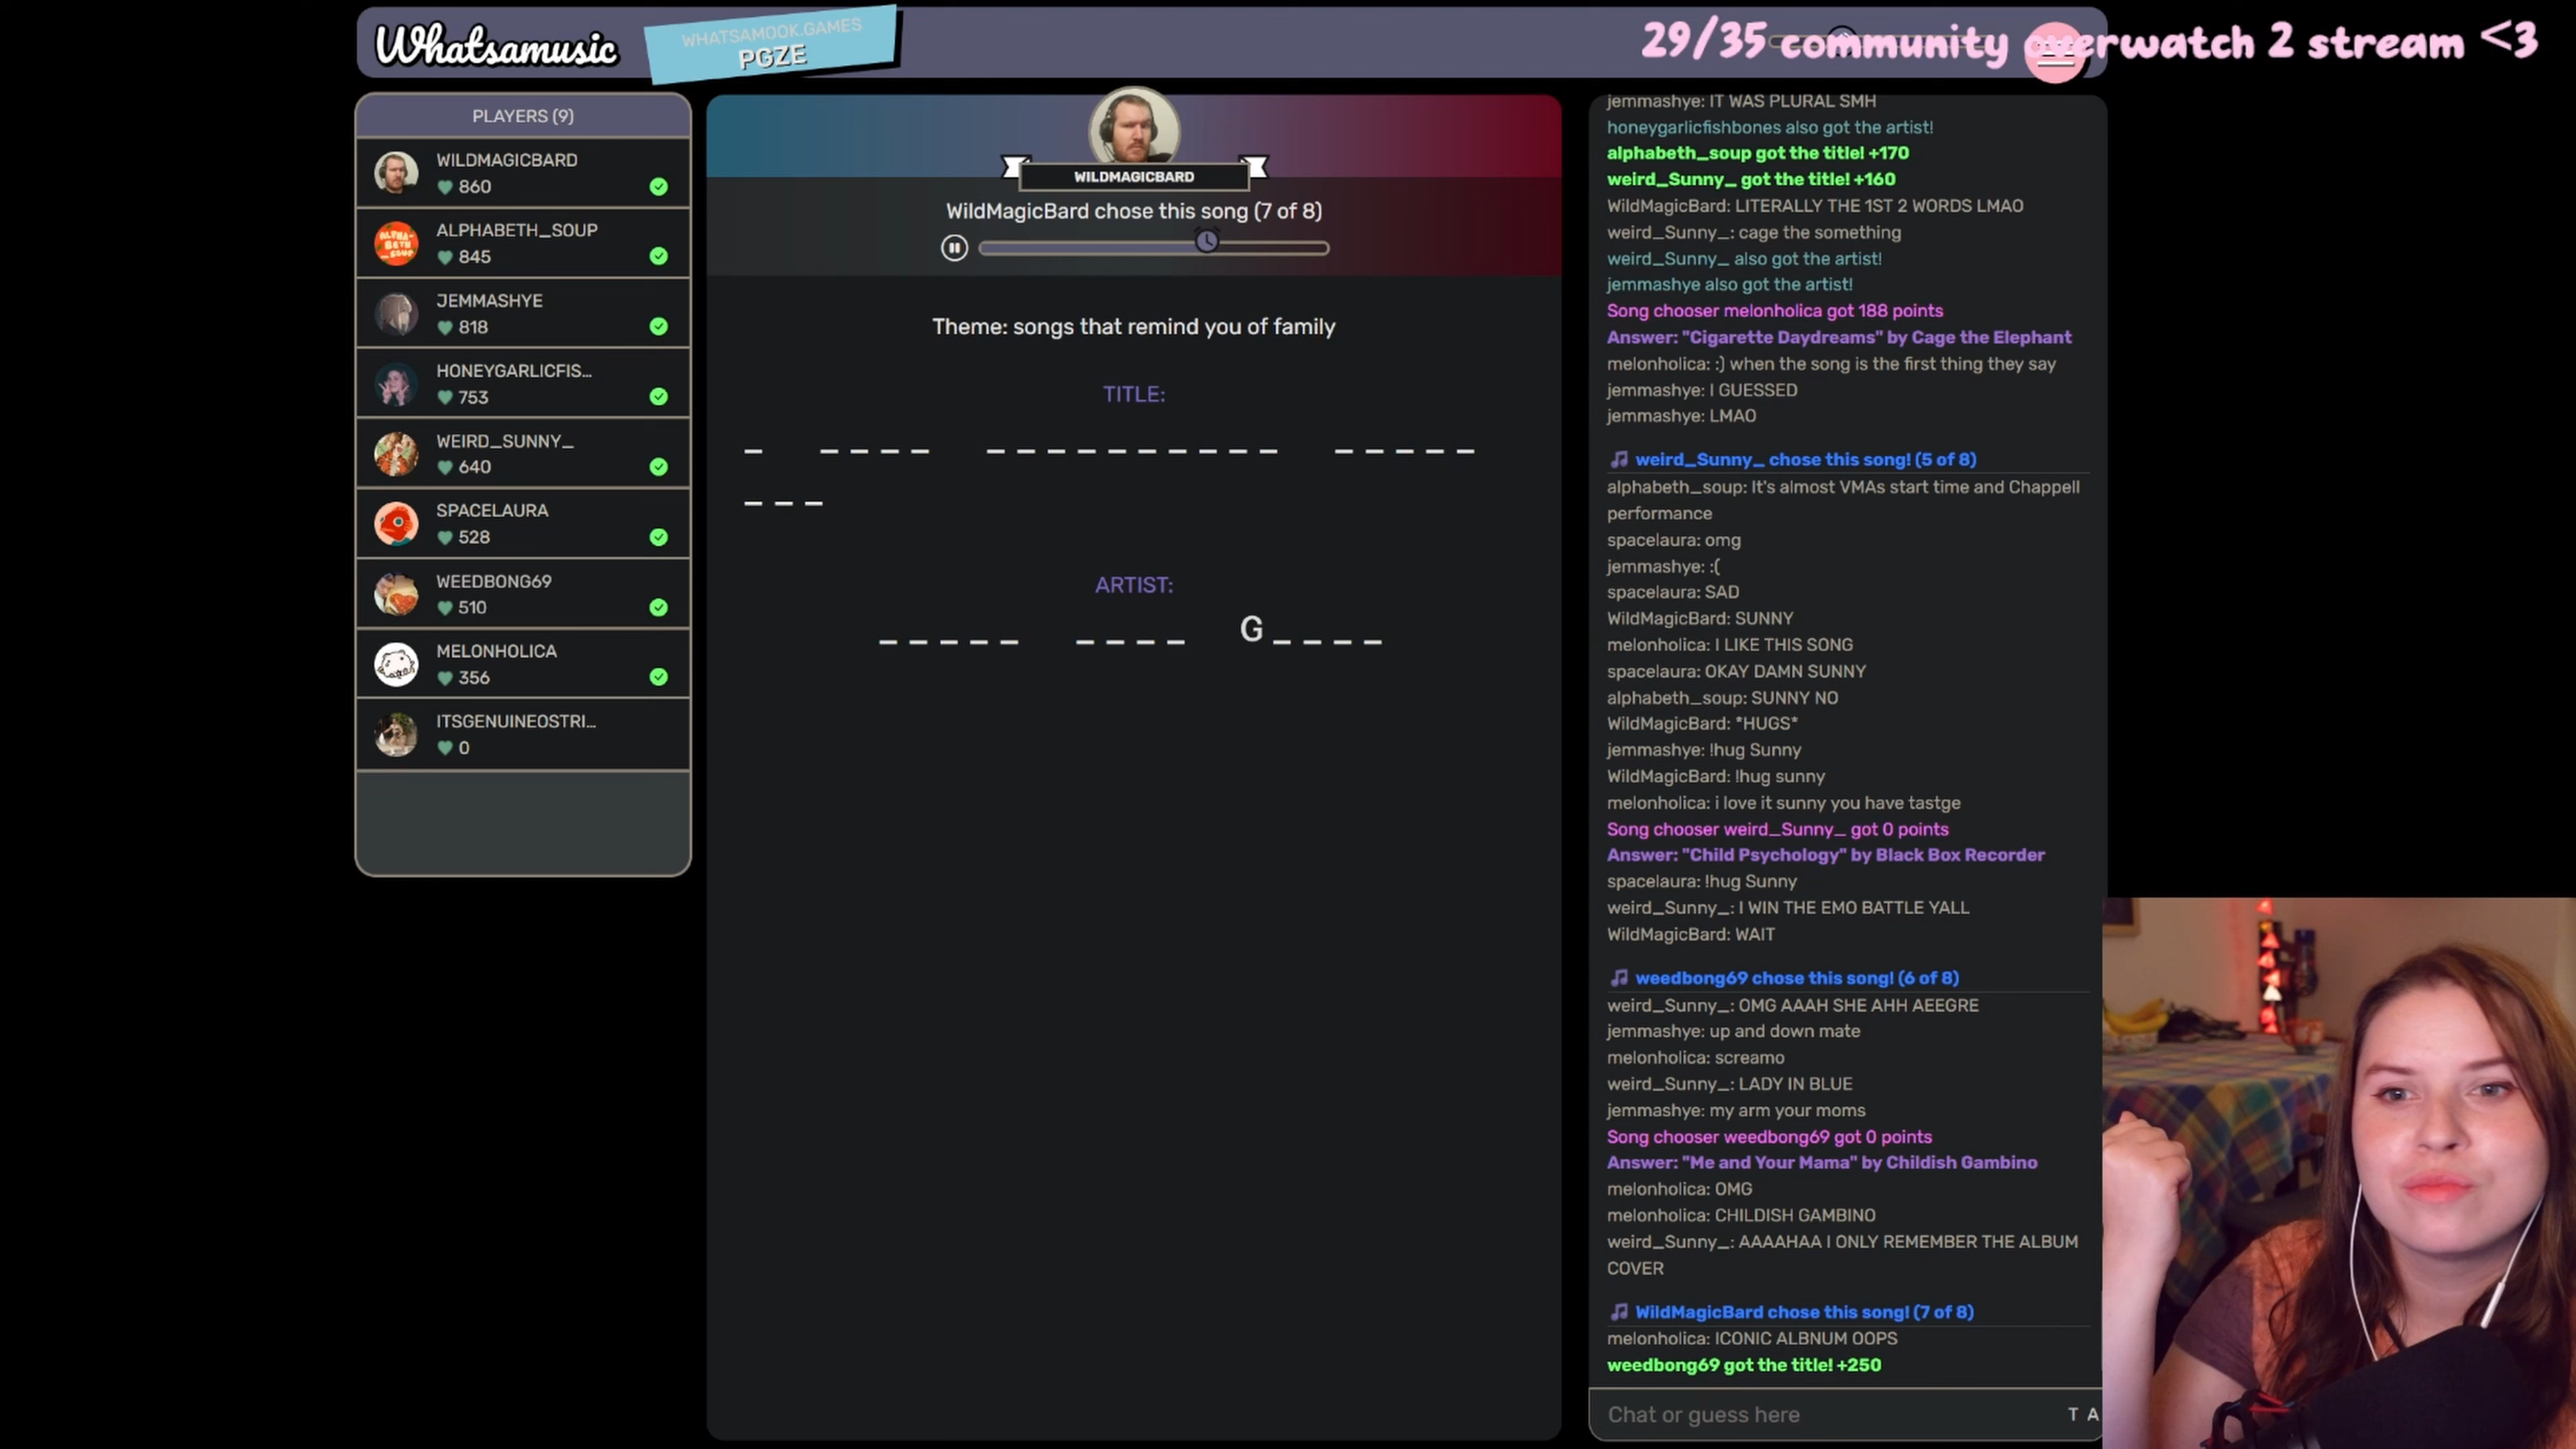 Whatsamusic
WHATSAMOOK.GAMES
PGZE
29/35 community overwatch 2 stream <3
PLAYERS (9)
WILDMAGICBARD
860
ALPHABETH_SOUP
845
JEMMASHYE
818
HONEYGARLICFIS...
753
WEIRD_SUNNY_
640
SPACELAURA
528
WEEDBONG69
510
MELONHOLICA
356
ITSGENUINEOSTRI...
0
WILDMAGICBARD
WildMagicBard chose this song (7 of 8)
Theme: songs that remind you of family
TITLE:
_ _ _ _ _ _ _ _ _ _ _ _ _ _ _ _ _ _ _ _
_ _ _
ARTIST:
_ _ _ _ _ _ _ _ _ G _ _ _ _
jemmashye: IT WAS PLURAL SMH
honeygarlicfishbones also got the artist!
alphabeth_soup got the title! +170
weird_Sunny_ got the title! +160
WildMagicBard: LITERALLY THE 1ST 2 WORDS LMAO
weird_Sunny_: cage the something
weird_Sunny_ also got the artist!
jemmashye also got the artist!
Song chooser melonholica got 188 points
Answer: "Cigarette Daydreams" by Cage the Elephant
melonholica: :) when the song is the first thing they say
jemmashye: I GUESSED
jemmashye: LMAO
weird_Sunny_ chose this song! (5 of 8)
alphabeth_soup: It's almost VMAs start time and Chappell
performance
spacelaura: omg
jemmashye: :(
spacelaura: SAD
WildMagicBard: SUNNY
melonholica: I LIKE THIS SONG
spacelaura: OKAY DAMN SUNNY
alphabeth_soup: SUNNY NO
WildMagicBard: *HUGS*
jemmashye: !hug Sunny
WildMagicBard: !hug sunny
melonholica: i love it sunny you have tastge
Song chooser weird_Sunny_ got 0 points
Answer: "Child Psychology" by Black Box Recorder
spacelaura: !hug Sunny
weird_Sunny_: I WIN THE EMO BATTLE YALL
WildMagicBard: WAIT
weedbong69 chose this song! (6 of 8)
weird_Sunny_: OMG AAAH SHE AHH AEEGRE
jemmashye: up and down mate
melonholica: screamo
weird_Sunny_: LADY IN BLUE
jemmashye: my arm your moms
Song chooser weedbong69 got 0 points
Answer: "Me and Your Mama" by Childish Gambino
melonholica: OMG
melonholica: CHILDISH GAMBINO
weird_Sunny_: AAAAHAA I ONLY REMEMBER THE ALBUM
COVER
WildMagicBard chose this song! (7 of 8)
melonholica: ICONIC ALBNUM OOPS
weedbong69 got the title! +250
Chat or guess here
T A